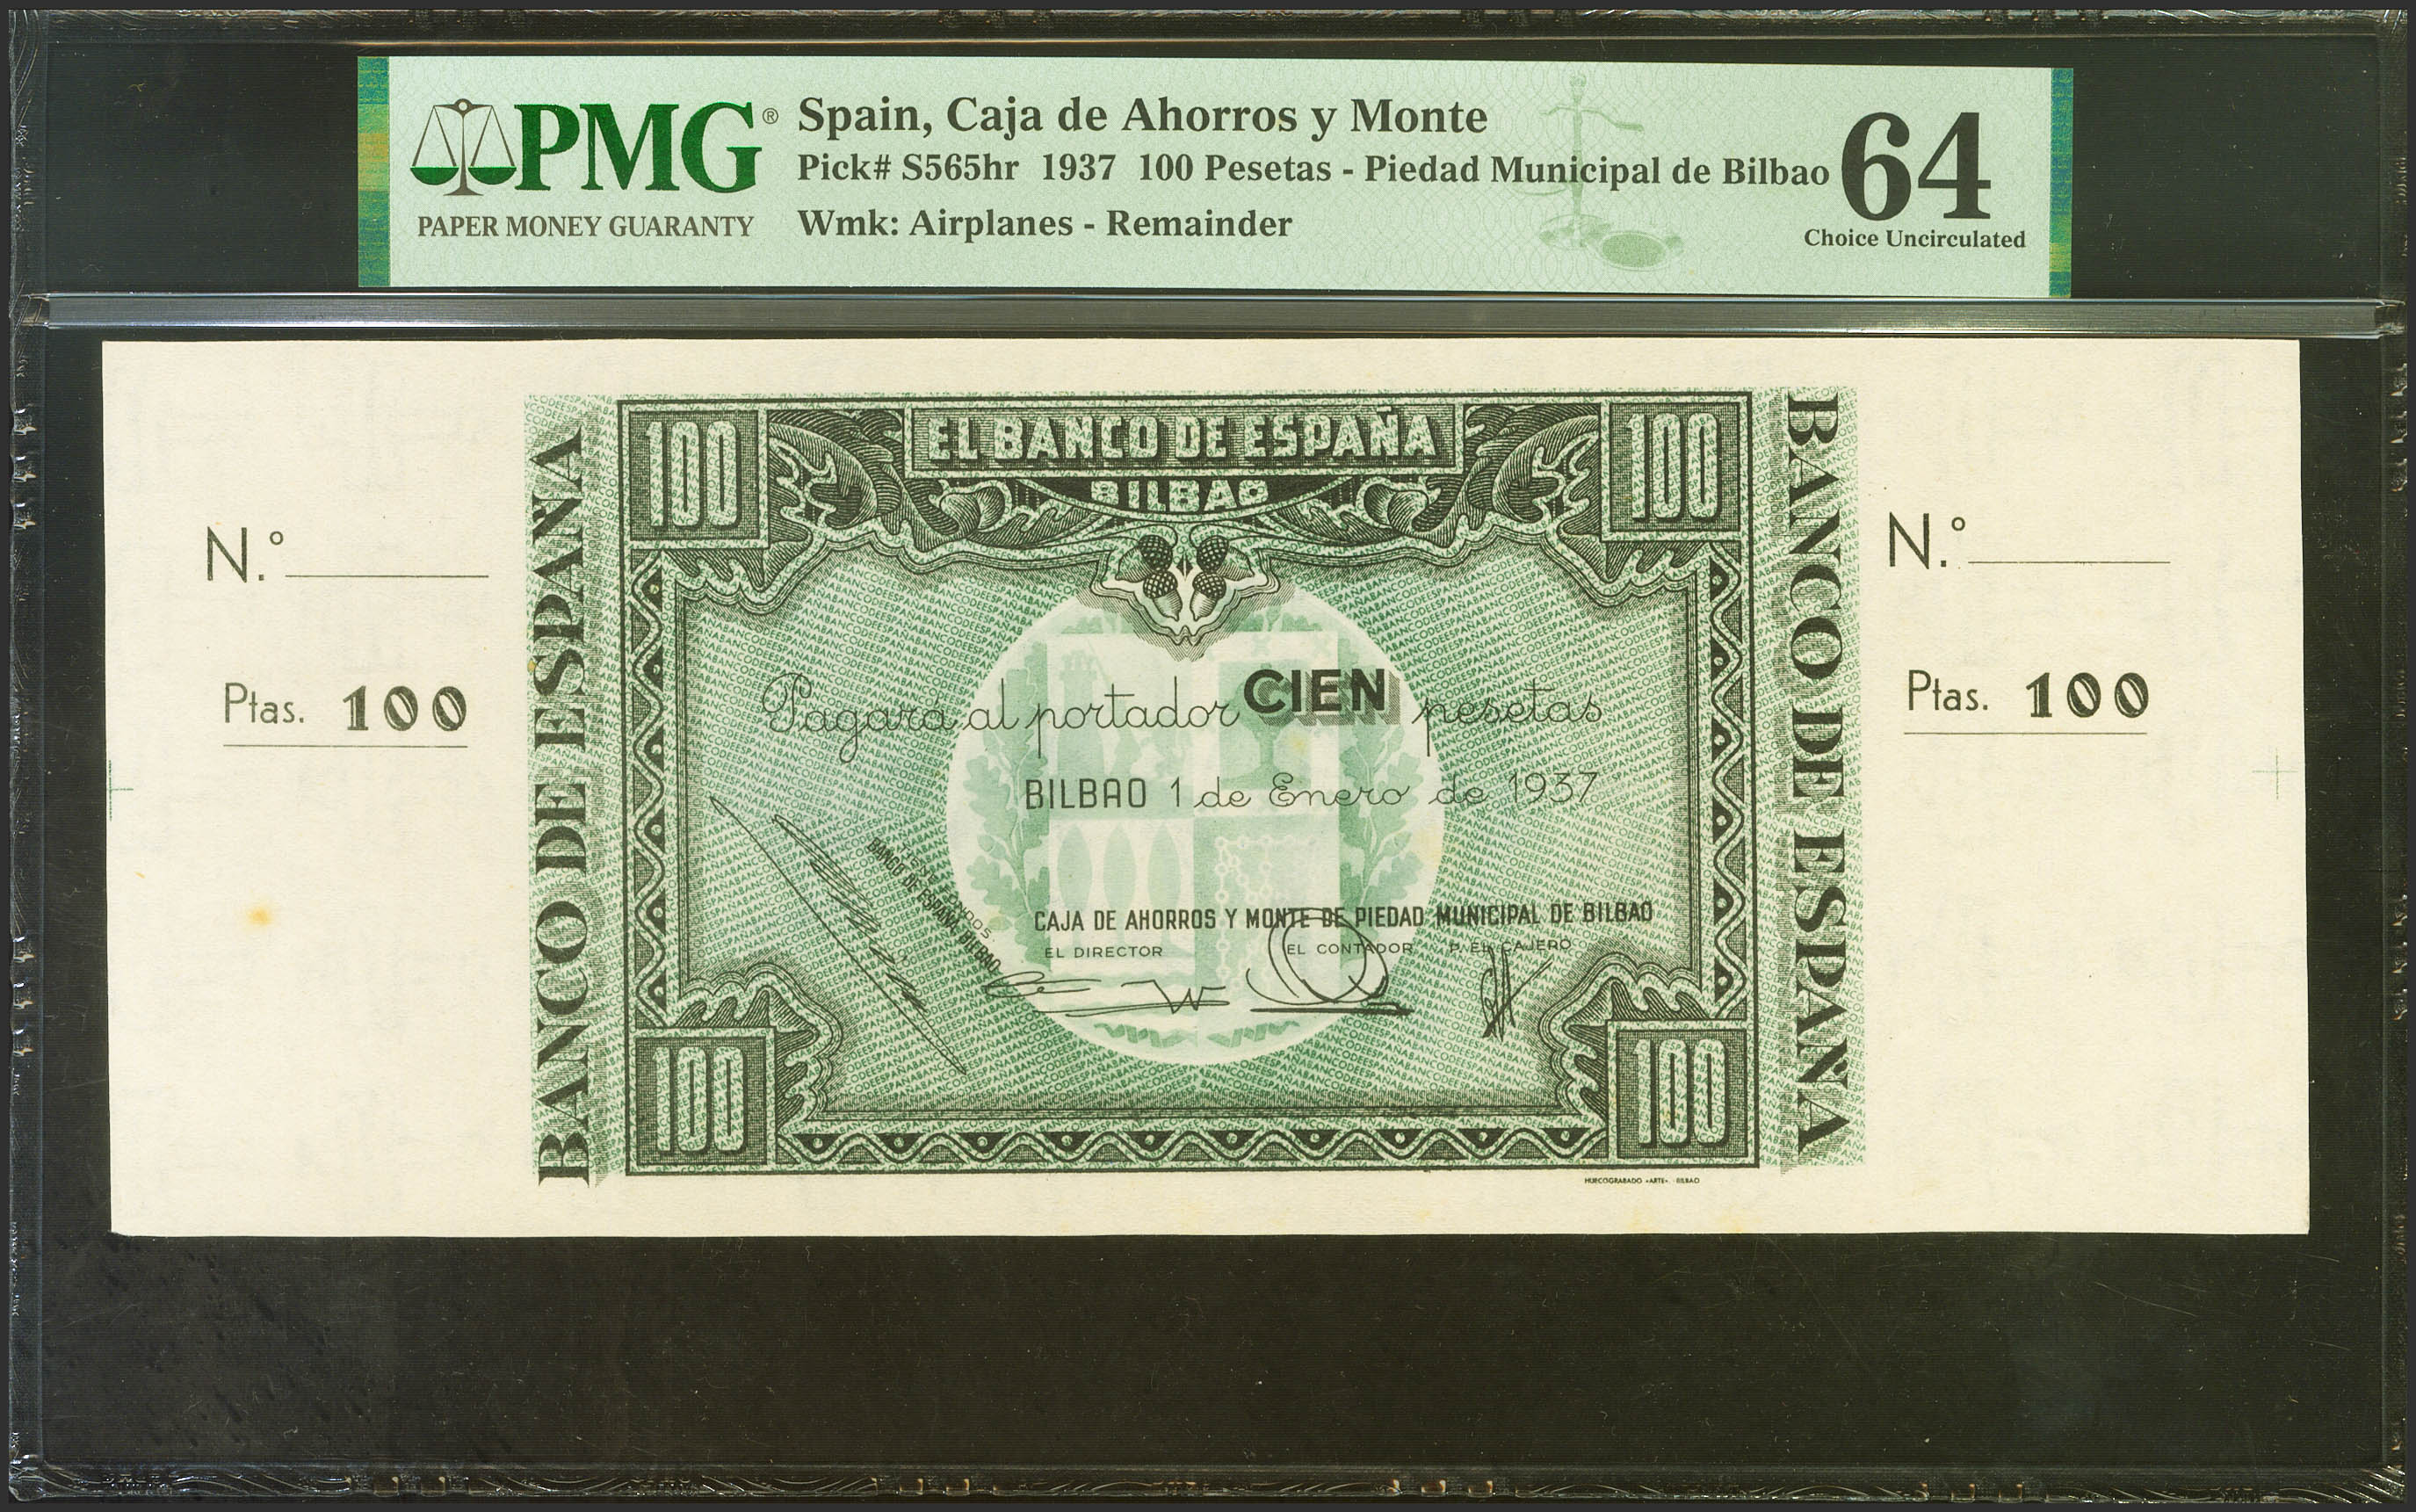 PMG®
PAPER MONEY GUARANTY
Spain, Caja de Ahorros y Monte
Pick# S565hr 1937 100 Pesetas - Piedad Municipal de Bilbao
Wmk: Airplanes - Remainder
64
Choice Uncirculated
N.º
Ptas. 100
BANCO DE ESPAÑA
100
EL BANCO DE ESPAÑA
BILBAO
100
Pagará al portador CIEN pesetas
BILBAO 1 de Enero de 1937
BANCO DE ESPAÑA BILBAO
CAJA DE AHORROS Y MONTE DE PIEDAD MUNICIPAL DE BILBAO
EL DIRECTOR EL CONTADOR P. EL CAJERO
100
100
HUECOGRABADO «ARTE». - BILBAO
BANCO DE ESPAÑA
N.º
Ptas. 100